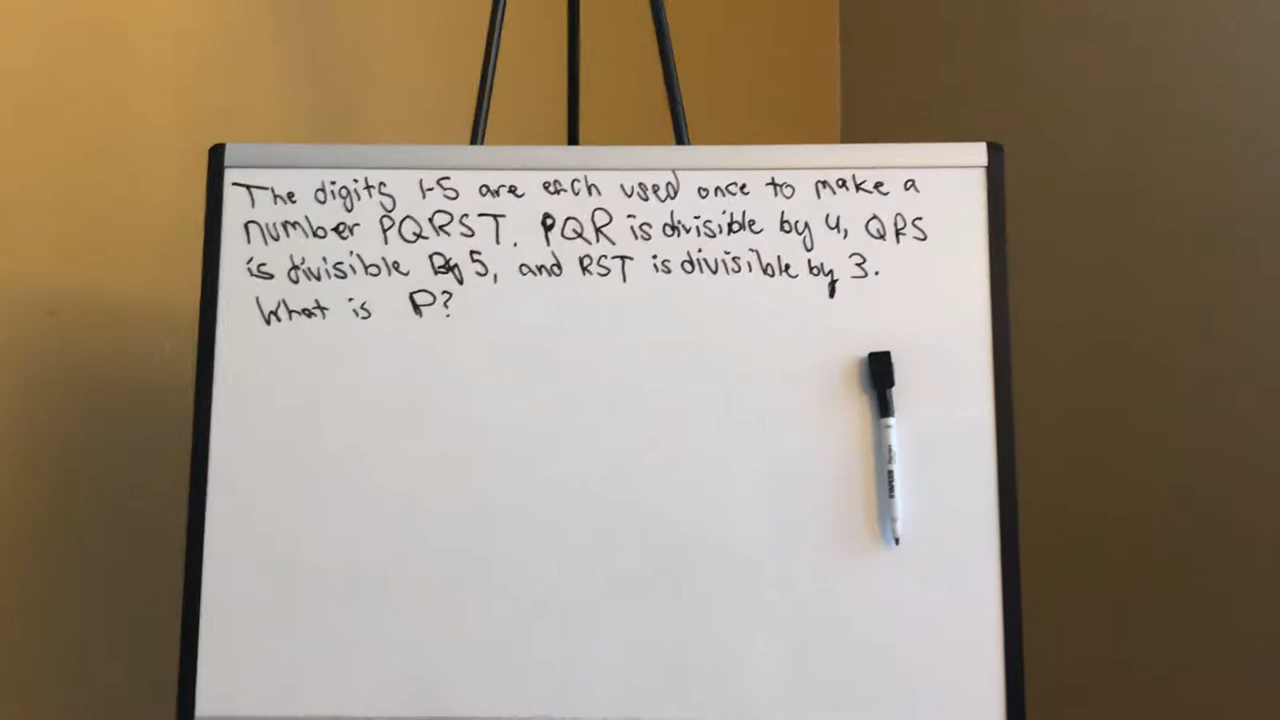 The digits 1-5 are each used once to make a
number PQRST. PQR is divisible by 4, QRS
is divisible By 5, and RST is divisible by 3.
What is P?